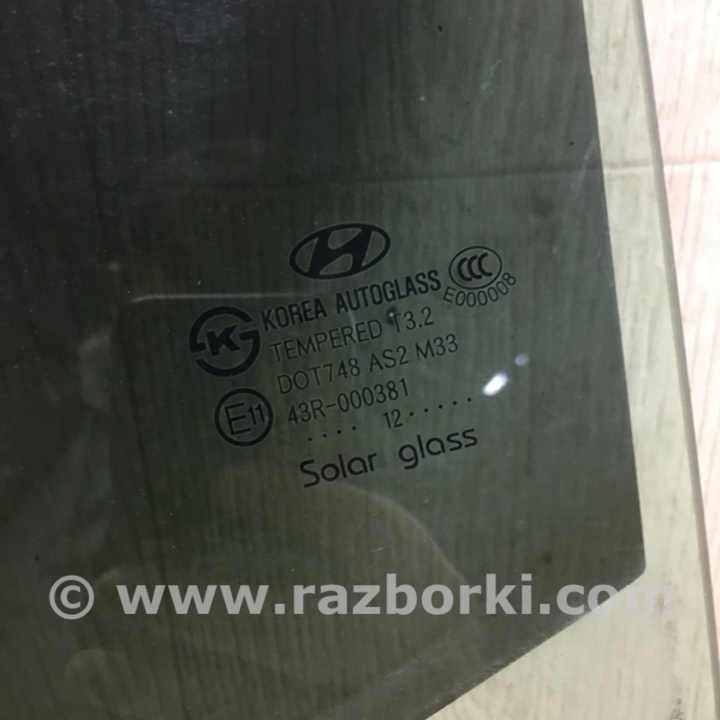 KOREA AUTOGLASS
CCC
E000008
KS
TEMPERED T3.2
DOT748 AS2 M33
E11
43R-000381
.... 12 .....
Solar glass
© www.razborki.com